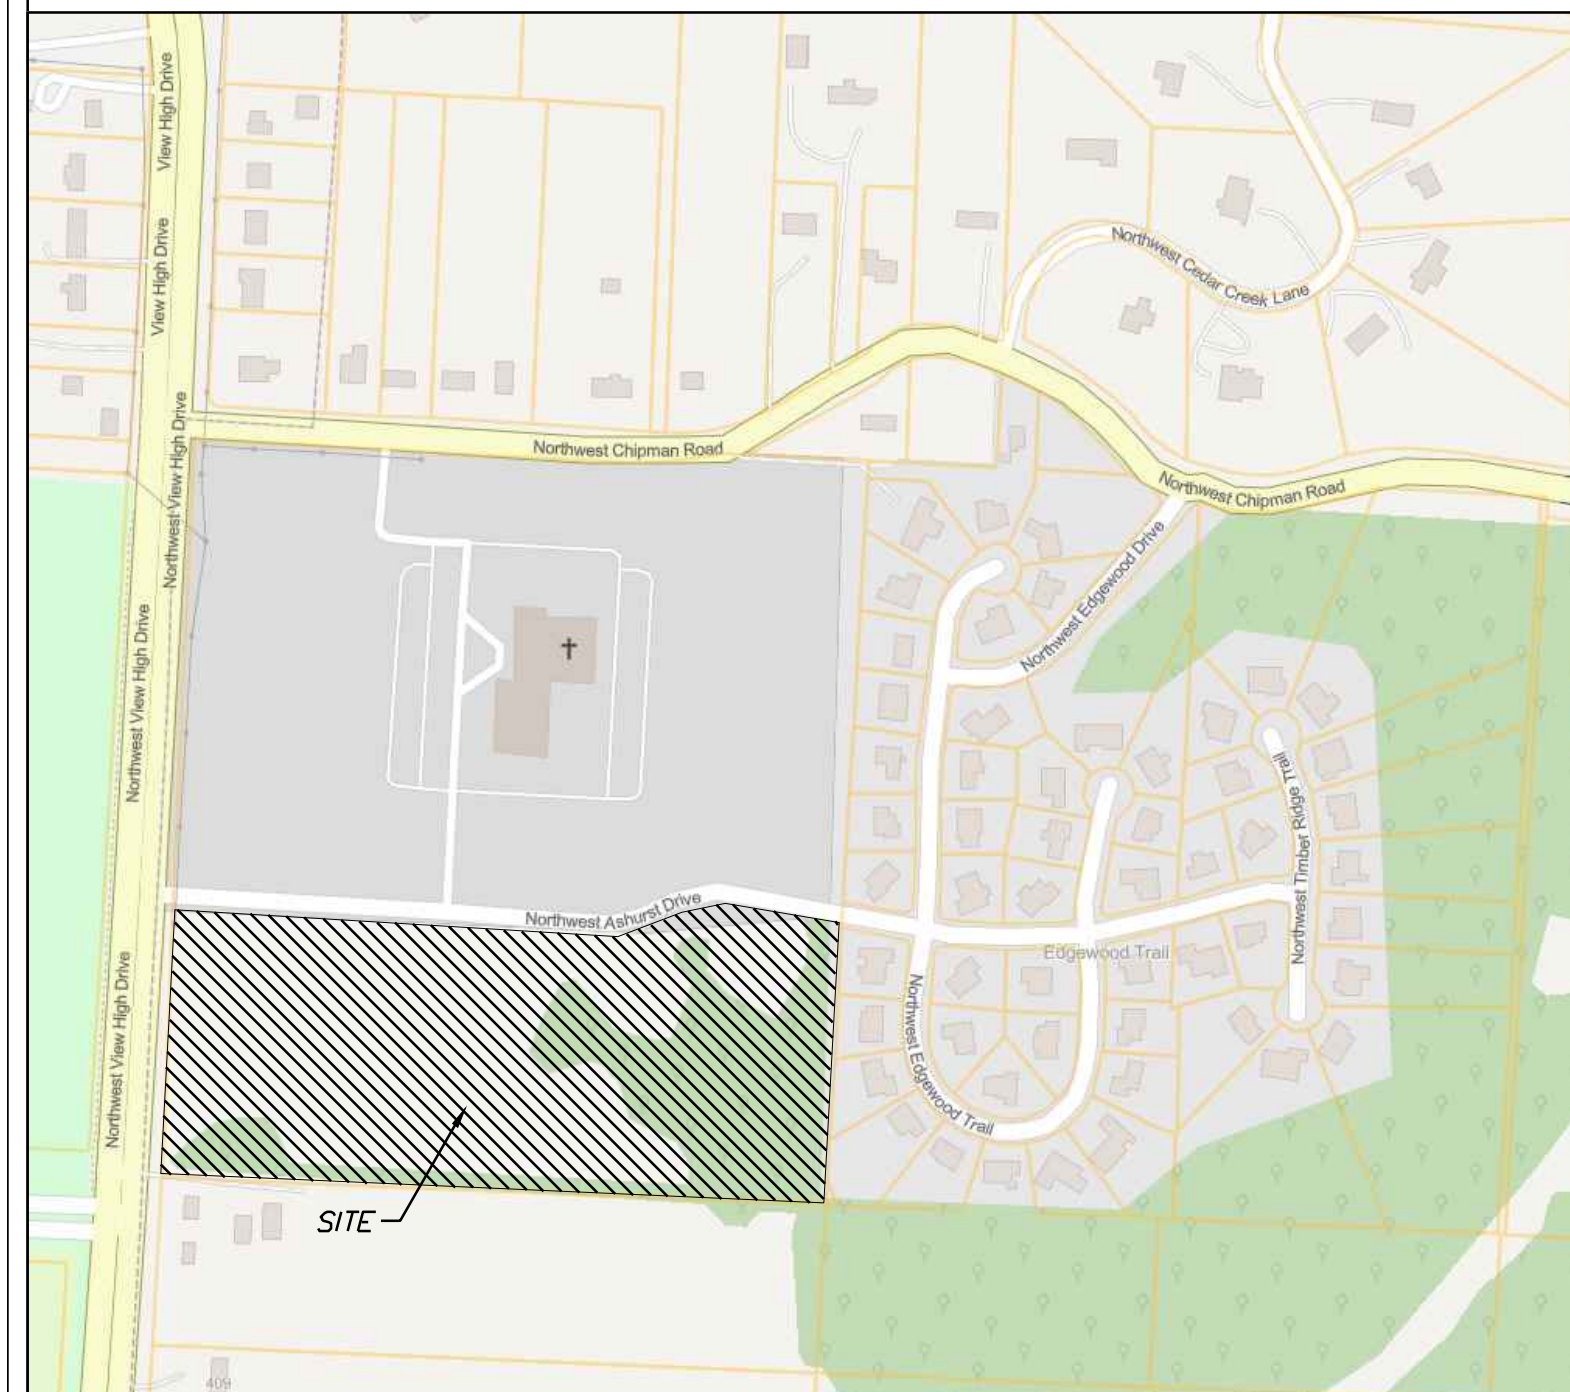 View High Drive
View High Drive
Northwest Cedar Creek Lane
Northwest View High Drive
Northwest Chipman Road
Northwest Chipman Road
Northwest Edgewood Drive
Northwest View High Drive
Northwest Timber Ridge Trail
Northwest Ashurst Drive
Edgewood Trail
Northwest View High Drive
Northwest Edgewood Trail
SITE
409